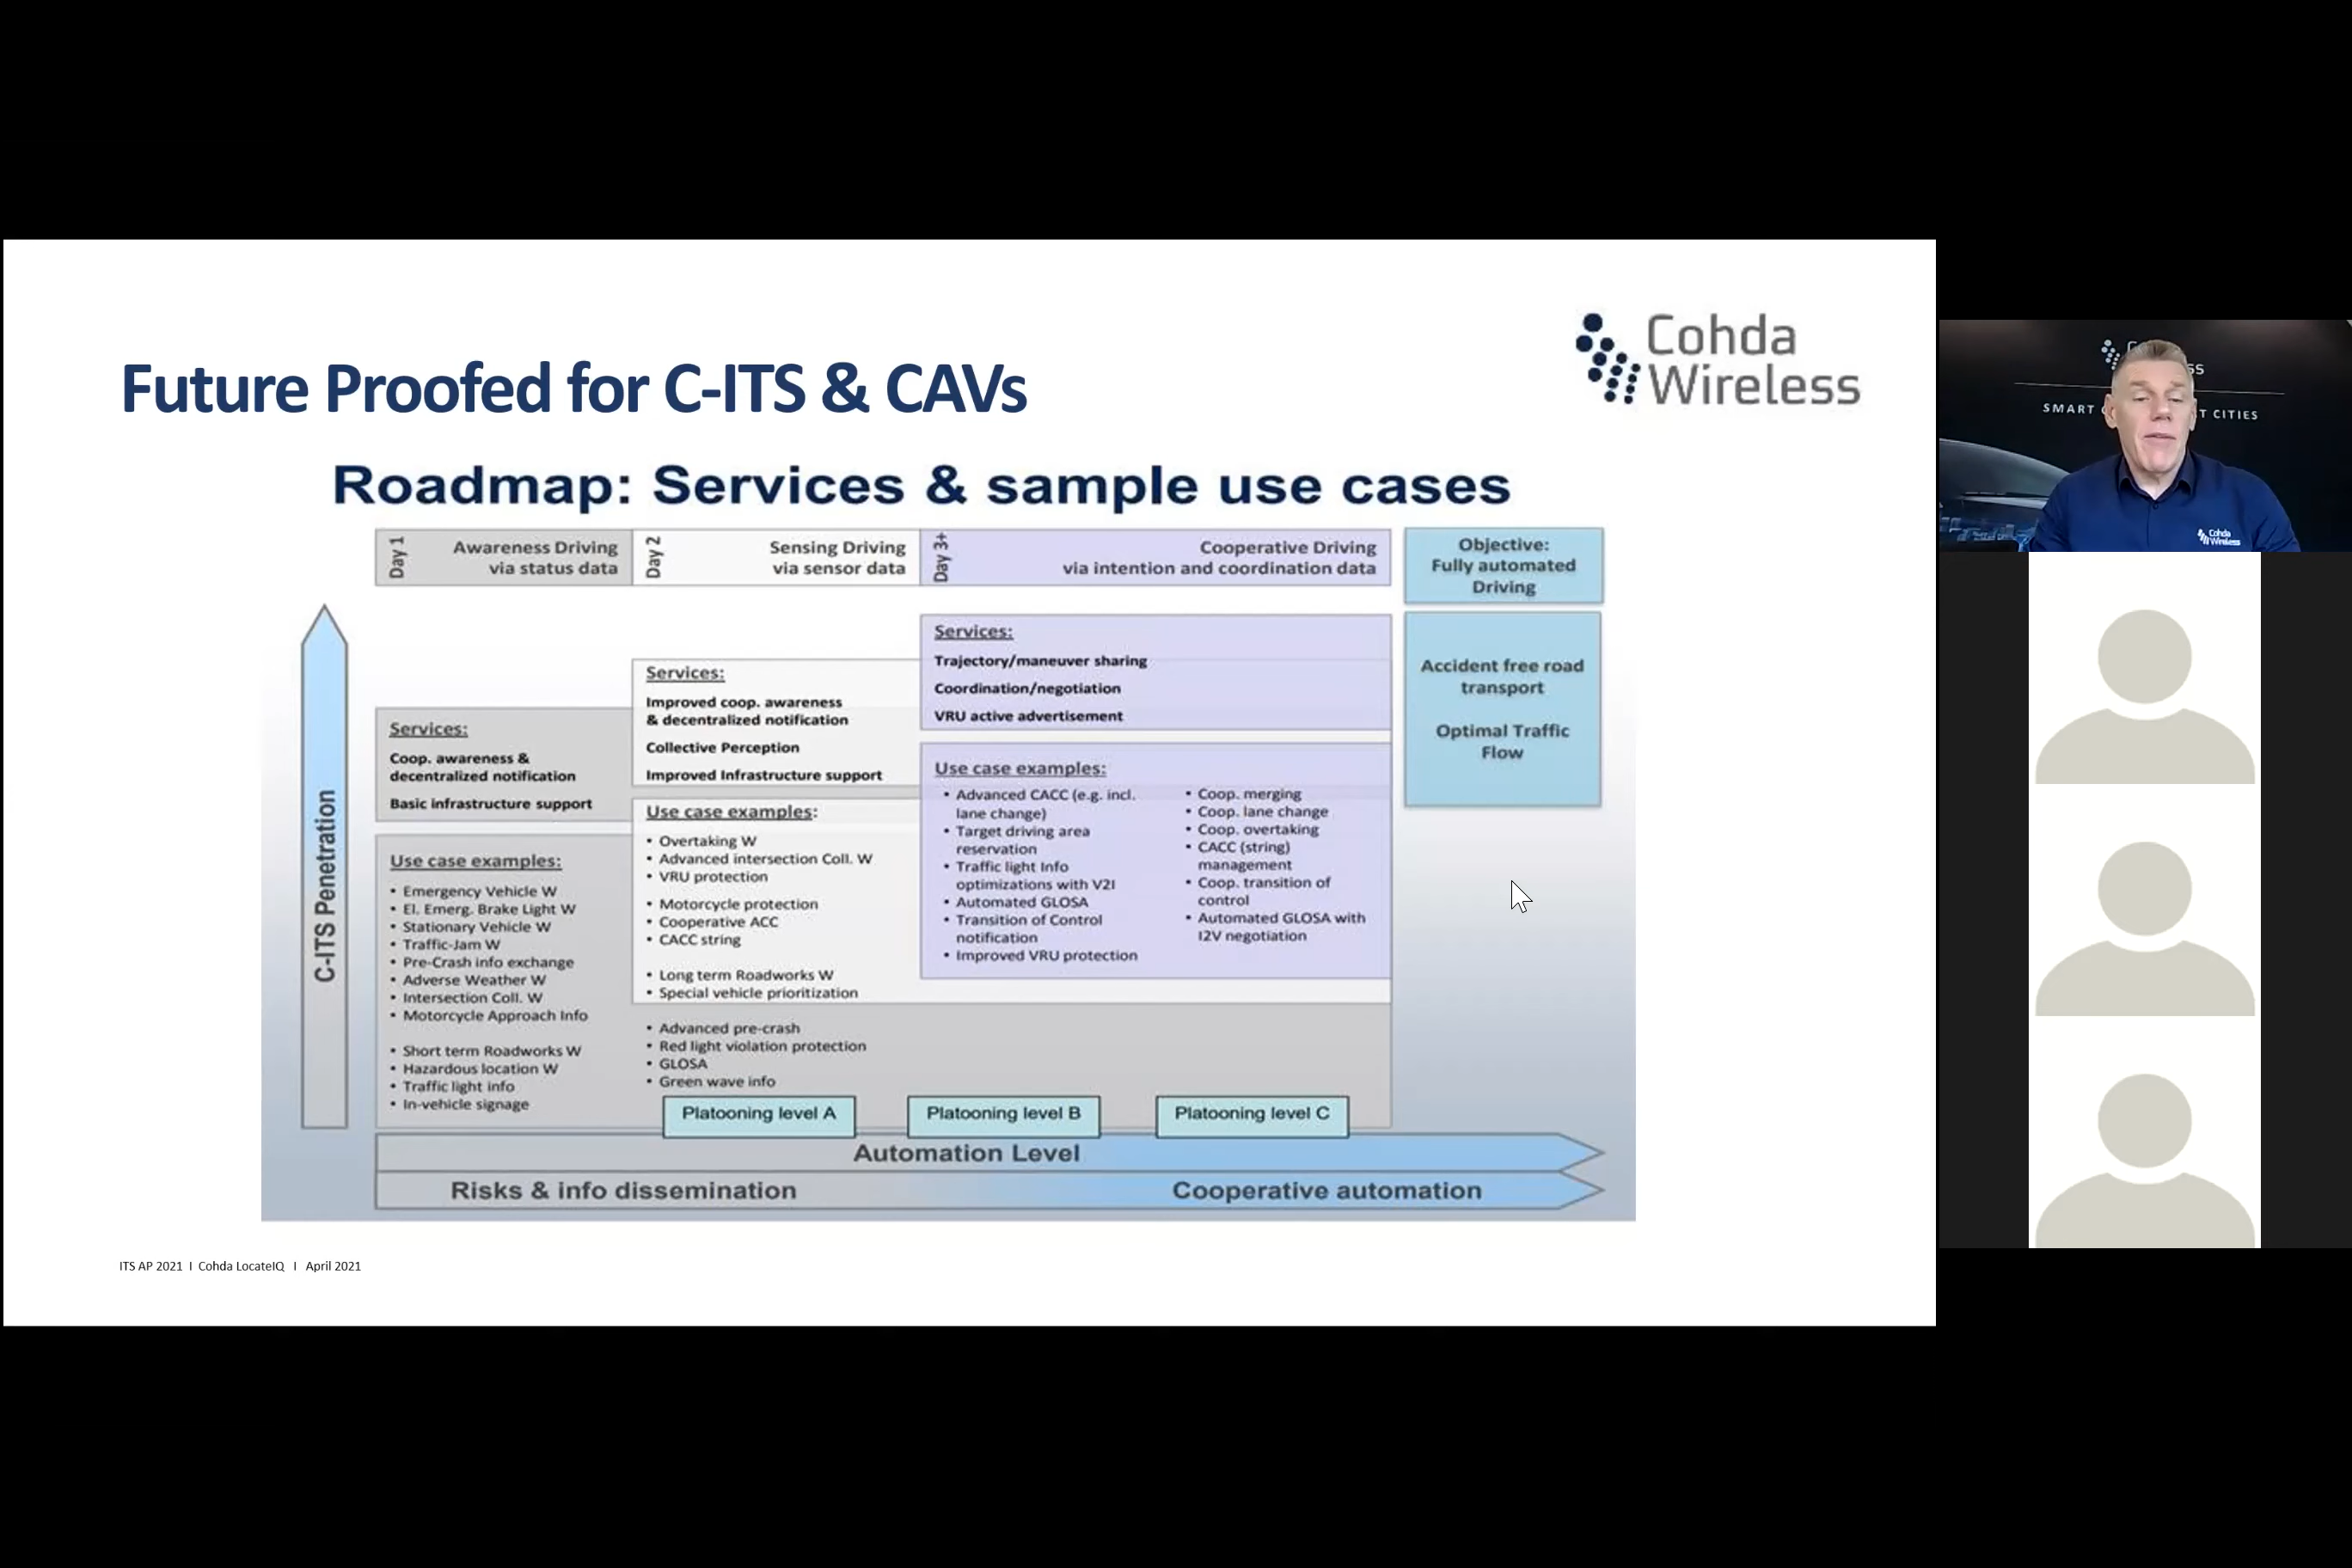 Future Proofed for C-ITS & CAVs
Cohda
Wireless
Roadmap: Services & sample use cases
Day 1
Awareness Driving
via status data
Day 2
Sensing Driving
via sensor data
Day 3+
Cooperative Driving
via intention and coordination data
Objective:
Fully automated
Driving
C-ITS Penetration
Services:
Coop. awareness &
decentralized notification
Basic infrastructure support
Use case examples:
• Emergency Vehicle W
• El. Emerg. Brake Light W
• Stationary Vehicle W
• Traffic-Jam W
• Pre-Crash info exchange
• Adverse Weather W
• Intersection Coll. W
• Motorcycle Approach Info
• Short term Roadworks W
• Hazardous location W
• Traffic light info
• In-vehicle signage
Services:
Improved coop. awareness
& decentralized notification
Collective Perception
Improved Infrastructure support
Use case examples:
• Overtaking W
• Advanced intersection Coll. W
• VRU protection
• Motorcycle protection
• Cooperative ACC
• CACC string
• Long term Roadworks W
• Special vehicle prioritization
• Advanced pre-crash
• Red light violation protection
• GLOSA
• Green wave info
Services:
Trajectory/maneuver sharing
Coordination/negotiation
VRU active advertisement
Use case examples:
• Advanced CACC (e.g. incl.
lane change)
• Target driving area
reservation
• Traffic light Info
optimizations with V2I
• Automated GLOSA
• Transition of Control
notification
• Improved VRU protection
• Coop. merging
• Coop. lane change
• Coop. overtaking
• CACC (string)
management
• Coop. transition of
control
• Automated GLOSA with
I2V negotiation
Accident free road
transport
Optimal Traffic
Flow
Platooning level A
Platooning level B
Platooning level C
Automation Level
Risks & info dissemination
Cooperative automation
ITS AP 2021 I Cohda LocateIQ I April 2021
SMART
CITIES
Cohda
Wireless